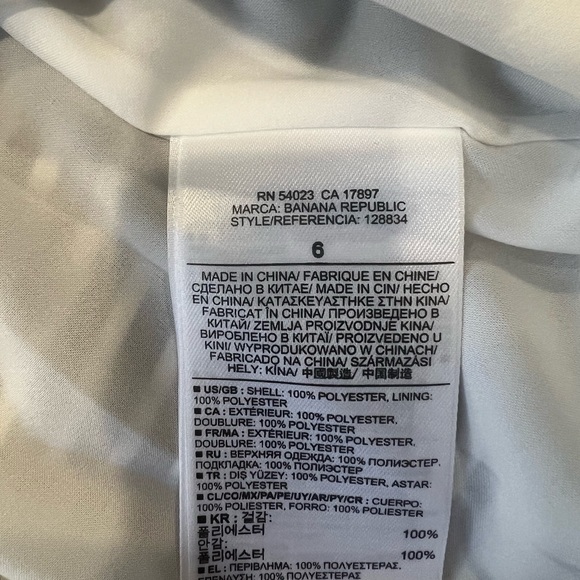 RN 54023 CA 17897
MARCA: BANANA REPUBLIC
STYLE/REFERENCIA: 128834
6
MADE IN CHINA/ FABRIQUE EN CHINE/
СДЕЛАНО В КИТАЕ/ MADE IN CIN/ HECHO
EN CHINA/ ΚΑΤΑΣΚΕΥΑΣΤΗΚΕ ΣΤΗΝ ΚΙΝΑ/
FABRICAT ÎN CHINA/ ПРОИЗВЕДЕНО В
КИТАЙ/ ZEMLJA PROIZVODNJE KINA/
ВИРОБЛЕНО В КИТАЇ/ PROIZVEDENO U
KINI/ WYPRODUKOWANO W CHINACH/
FABRICADO NA CHINA/ SZÁRMAZÁSI
HELY: KÍNA/ 中國製造/ 中国制造
■ US/GB : SHELL: 100% POLYESTER, LINING:
100% POLYESTER
■ CA : EXTÉRIEUR: 100% POLYESTER,
DOUBLURE: 100% POLYESTER
■ FR/MA : EXTÉRIEUR: 100% POLYESTER,
DOUBLURE: 100% POLYESTER
■ RU : ВЕРХНЯЯ ОДЕЖДА: 100% ПОЛИЭСТЕР,
ПОДКЛАДКА: 100% ПОЛИЭСТЕР
■ TR : DIŞ YÜZEY: 100% POLYESTER, ASTAR:
100% POLYESTER
■ CL/CO/MX/PA/PE/UY/AR/PY/CR : CUERPO:
100% POLIÉSTER, FORRO: 100% POLIÉSTER
■ KR : 겉감:
폴리에스터 100%
안감:
폴리에스터 100%
■ EL : ΠΕΡΙΒΛΗΜΑ: 100% ΠΟΛΥΕΣΤΕΡΑΣ,
ΕΠΕΝΔΥΣΗ: 100% ΠΟΛΥΕΣΤΕΡΑΣ